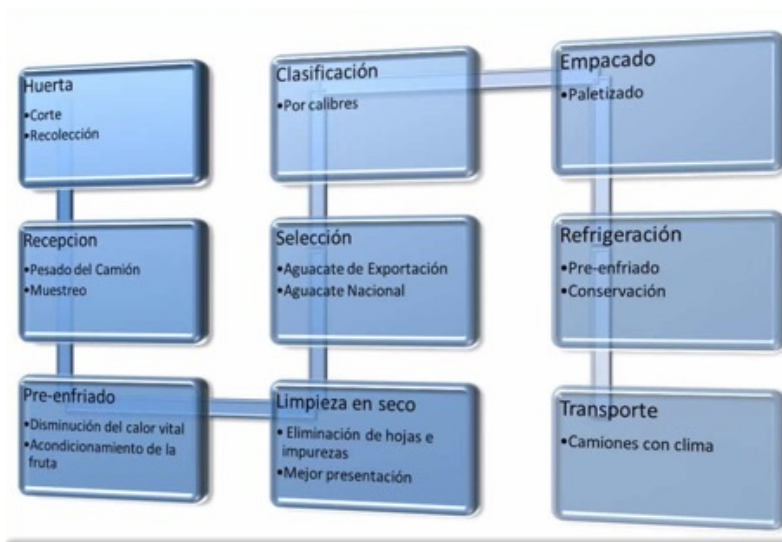 Huerta
•Corte
•Recolección
Recepcion
•Pesado del Camión
•Muestreo
Pre-enfriado
•Disminución del calor vital
•Acondicionamiento de la
fruta
Limpieza en seco
• Eliminación de hojas e
impurezas
•Mejor presentación
Selección
•Aguacate de Exportación
•Aguacate Nacional
Clasificación
•Por calibres
Empacado
•Paletizado
Refrigeración
•Pre-enfriado
•Conservación
Transporte
•Camiones con clima